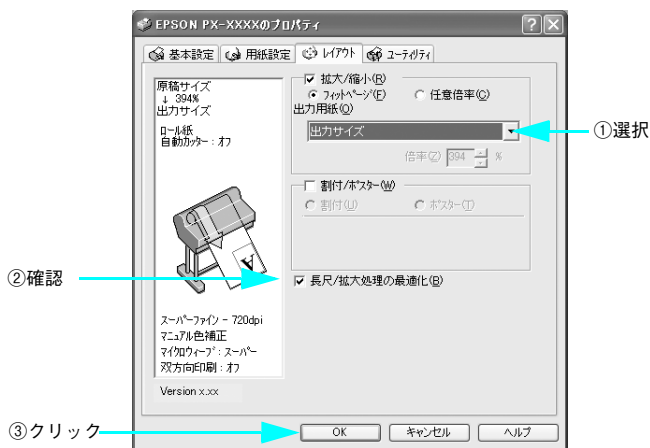 EPSON PX-XXXXのプロパティ
基本設定 用紙設定 レイアウト ユーティリティ
原稿サイズ
↓ 394%
出力サイズ
ロール紙
自動カッター : オフ
A
スーパーファイン - 720dpi
マニュアル色補正
マイクロウィーブ : スーパー
双方向印刷 : オフ
Version x.xx
拡大/縮小(R)
フィットページ(F) 任意倍率(C)
出力用紙(O)
出力サイズ
倍率(Z) 394 %
割付/ポスター(W)
割付(U) ポスター(T)
長尺/拡大処理の最適化(B)
OK キャンセル ヘルプ
①選択
②確認
③クリック